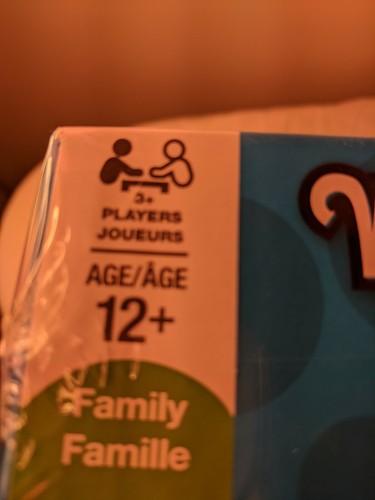 3+
PLAYERS
JOUEURS
AGE/ÂGE
12+
Family
Famille